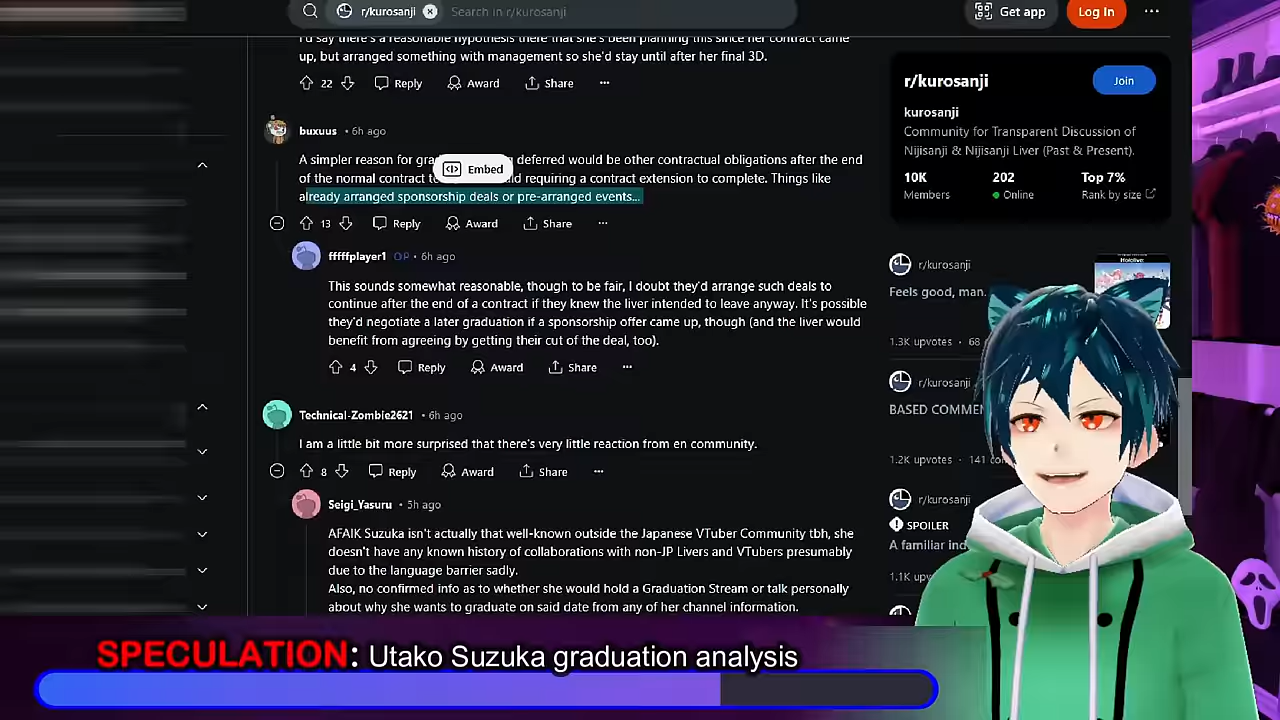 r/kurosanji
Search in r/kurosanji
Get app
Log In
I'd say there's a reasonable hypothesis there that she's been planning this since her contract came
up, but arranged something with management so she'd stay until after her final 3D.
22
Reply
Award
Share
buxuus • 6h ago
A simpler reason for deferred would be other contractual obligations after the end
of the normal contract requiring a contract extension to complete. Things like
already arranged sponsorship deals or pre-arranged events...
Embed
13
Reply
Award
Share
fffffplayer1 OP • 6h ago
This sounds somewhat reasonable, though to be fair, I doubt they'd arrange such deals to
continue after the end of a contract if they knew the liver intended to leave anyway. It's possible
they'd negotiate a later graduation if a sponsorship offer came up, though (and the liver would
benefit from agreeing by getting their cut of the deal, too).
4
Reply
Award
Share
Technical-Zombie2621 • 6h ago
I am a little bit more surprised that there's very little reaction from en community.
8
Reply
Award
Share
Seigi_Yasuru • 5h ago
AFAIK Suzuka isn't actually that well-known outside the Japanese VTuber Community tbh, she
doesn't have any known history of collaborations with non-JP Livers and VTubers presumably
due to the language barrier sadly.
Also, no confirmed info as to whether she would hold a Graduation Stream or talk personally
about why she wants to graduate on said date from any of her channel information.
r/kurosanji
Join
kurosanji
Community for Transparent Discussion of
Nijisanji & Nijisanji Liver (Past & Present).
10K
202
Top 7%
Members
Online
Rank by size
r/kurosanji
Feels good, man.
1.3K upvotes • 68
r/kurosanji
BASED COMMEN
1.2K upvotes • 141 com
r/kurosanji
SPOILER
A familiar ind
1.1K upv
SPECULATION: Utako Suzuka graduation analysis